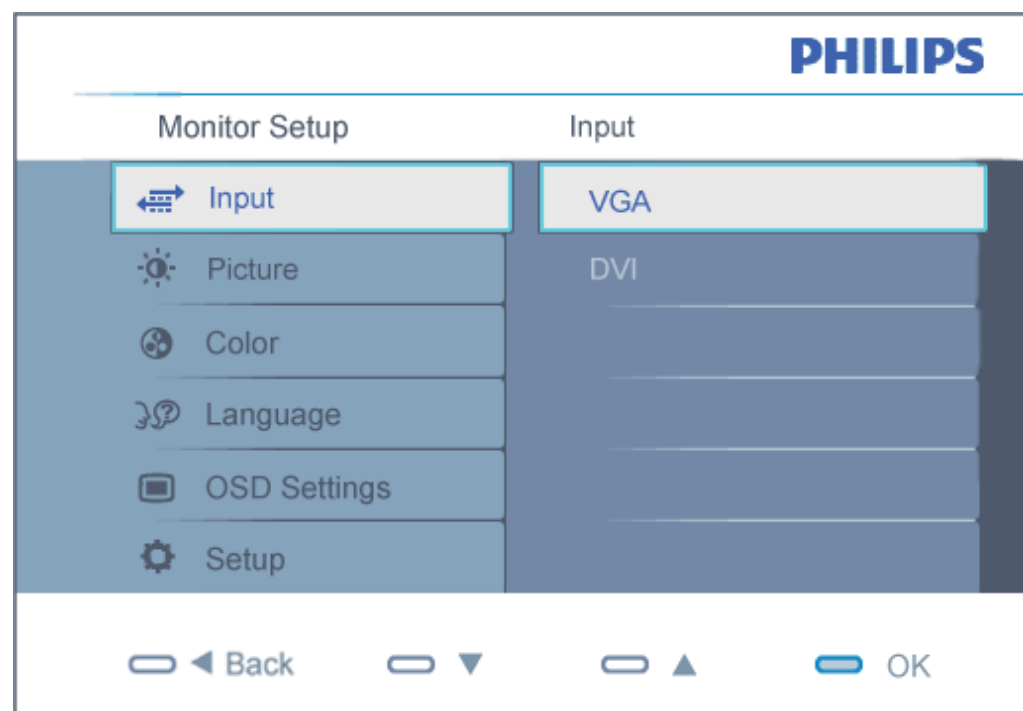 PHILIPS
Monitor Setup Input
Input VGA
Picture DVI
Color
Language
OSD Settings
Setup
Back OK